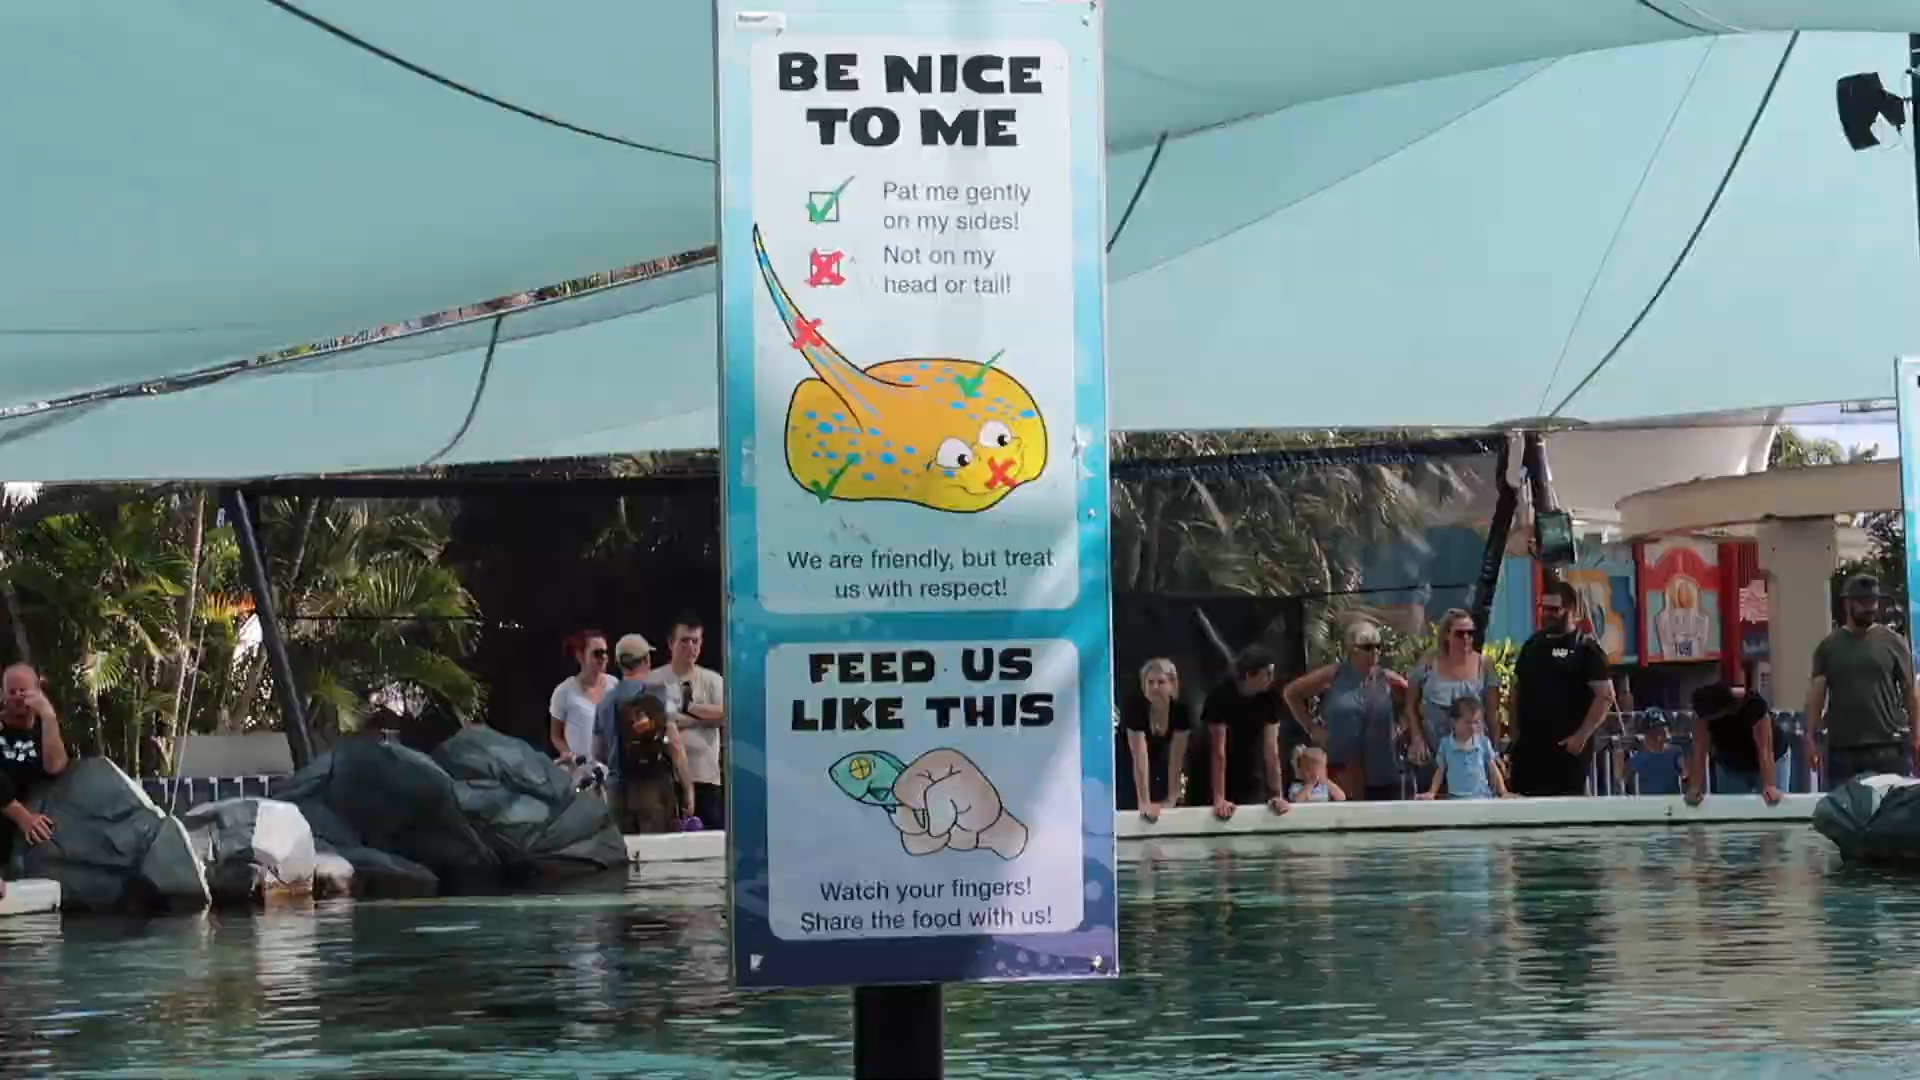 BE NICE
TO ME
Pat me gently
on my sides!
Not on my
head or tail!
We are friendly, but treat
us with respect!
FEED US
LIKE THIS
Watch your fingers!
Share the food with us!